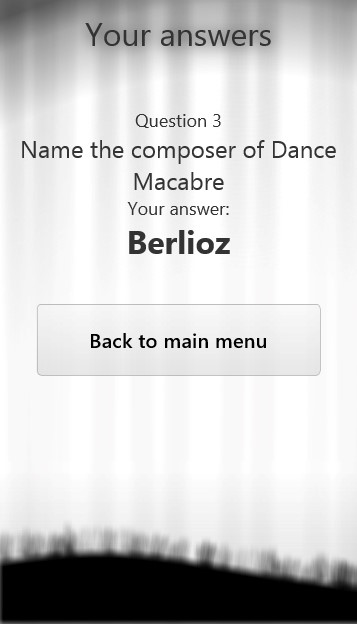 Your answers
Question 3
Name the composer of Dance
Macabre
Your answer:
Berlioz
Back to main menu